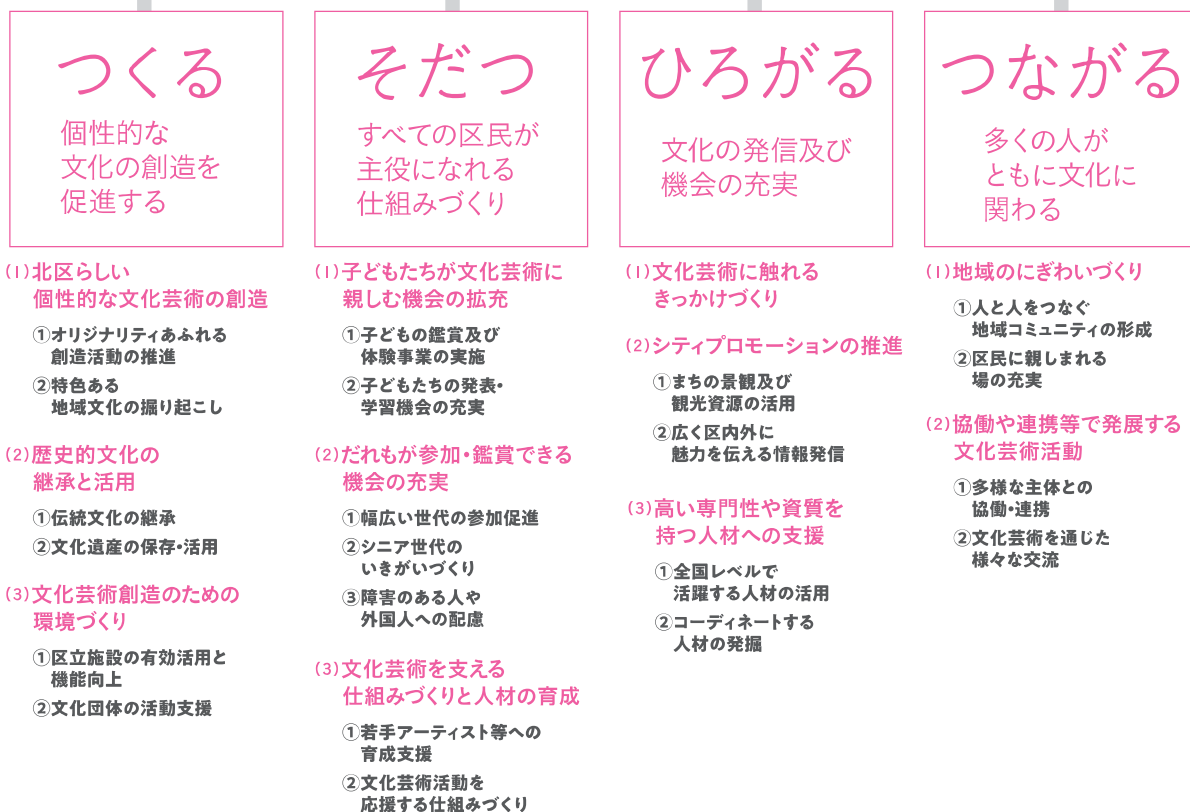 つくる
個性的な
文化の創造を
促進する
(1)北区らしい
個性的な文化芸術の創造
①オリジナリティあふれる
創造活動の推進
②特色ある
地域文化の掘り起こし
(2)歴史的文化の
継承と活用
①伝統文化の継承
②文化遺産の保存・活用
(3)文化芸術創造のための
環境づくり
①区立施設の有効活用と
機能向上
②文化団体の活動支援
そだつ
すべての区民が
主役になれる
仕組みづくり
(1)子どもたちが文化芸術に
親しむ機会の拡充
①子どもの鑑賞及び
体験事業の実施
②子どもたちの発表・
学習機会の充実
(2)だれもが参加・鑑賞できる
機会の充実
①幅広い世代の参加促進
②シニア世代の
いきがいづくり
③障害のある人や
外国人への配慮
(3)文化芸術を支える
仕組みづくりと人材の育成
①若手アーティスト等への
育成支援
②文化芸術活動を
応援する仕組みづくり
ひろがる
文化の発信及び
機会の充実
(1)文化芸術に触れる
きっかけづくり
(2)シティプロモーションの推進
①まちの景観及び
観光資源の活用
②広く区内外に
魅力を伝える情報発信
(3)高い専門性や資質を
持つ人材への支援
①全国レベルで
活躍する人材の活用
②コーディネートする
人材の発掘
つながる
多くの人が
ともに文化に
関わる
(1)地域のにぎわいづくり
①人と人をつなぐ
地域コミュニティの形成
②区民に親しまれる
場の充実
(2)協働や連携等で発展する
文化芸術活動
①多様な主体との
協働・連携
②文化芸術を通じた
様々な交流